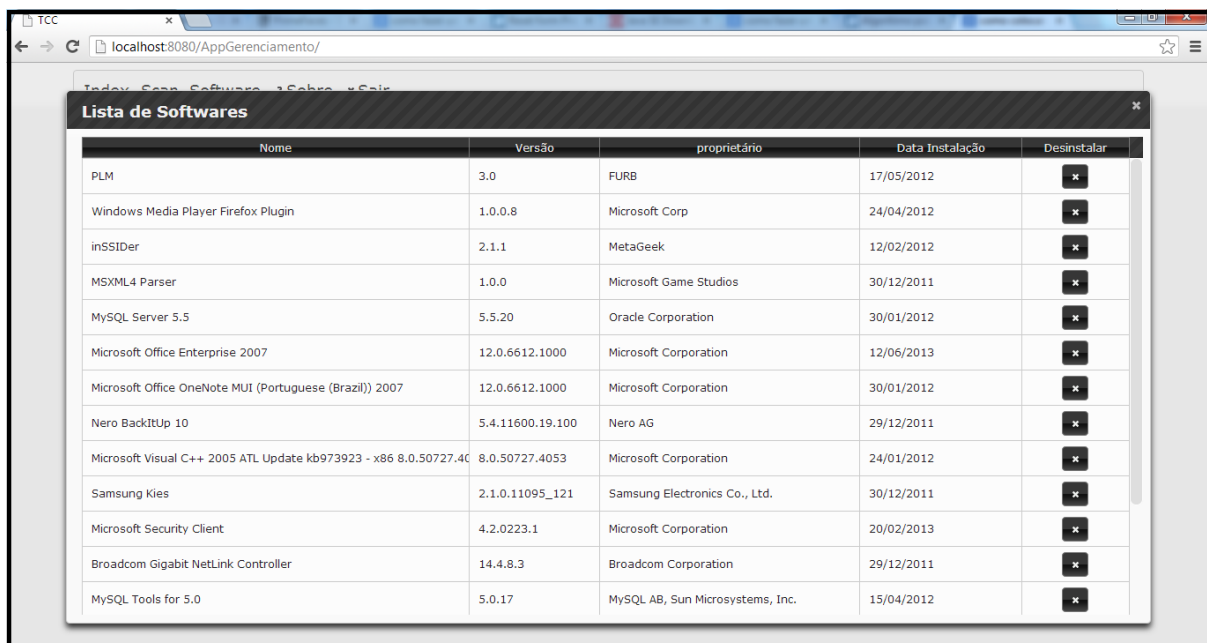 TCC
localhost:8080/AppGerenciamento/
Index Scan Software Sobre Sair
Lista de Softwares
Nome Versão proprietário Data Instalação Desinstalar
PLM 3.0 FURB 17/05/2012
Windows Media Player Firefox Plugin 1.0.0.8 Microsoft Corp 24/04/2012
inSSIDer 2.1.1 MetaGeek 12/02/2012
MSXML4 Parser 1.0.0 Microsoft Game Studios 30/12/2011
MySQL Server 5.5 5.5.20 Oracle Corporation 30/01/2012
Microsoft Office Enterprise 2007 12.0.6612.1000 Microsoft Corporation 12/06/2013
Microsoft Office OneNote MUI (Portuguese (Brazil)) 2007 12.0.6612.1000 Microsoft Corporation 30/01/2012
Nero BackItUp 10 5.4.11600.19.100 Nero AG 29/12/2011
Microsoft Visual C++ 2005 ATL Update kb973923 - x86 8.0.50727.40 8.0.50727.4053 Microsoft Corporation 24/01/2012
Samsung Kies 2.1.0.11095_121 Samsung Electronics Co., Ltd. 30/12/2011
Microsoft Security Client 4.2.0223.1 Microsoft Corporation 20/02/2013
Broadcom Gigabit NetLink Controller 14.4.8.3 Broadcom Corporation 29/12/2011
MySQL Tools for 5.0 5.0.17 MySQL AB, Sun Microsystems, Inc. 15/04/2012